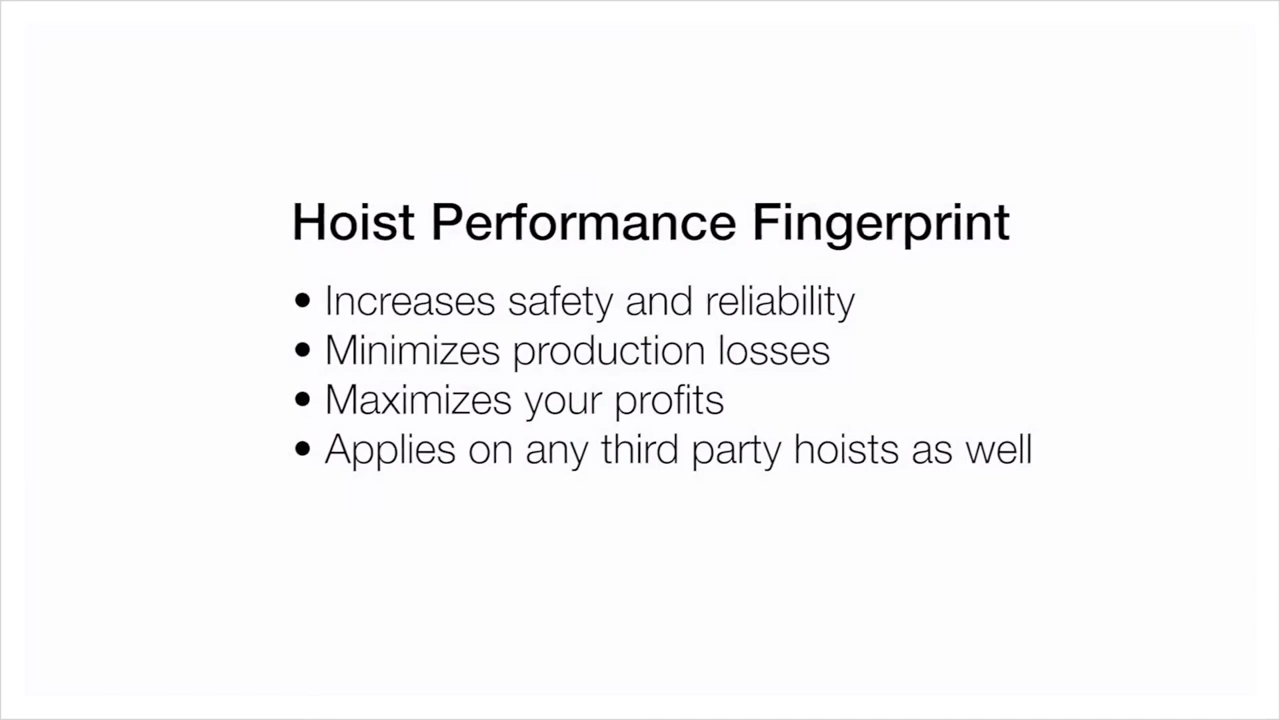 Hoist Performance Fingerprint
• Increases safety and reliability
• Minimizes production losses
• Maximizes your profits
• Applies on any third party hoists as well